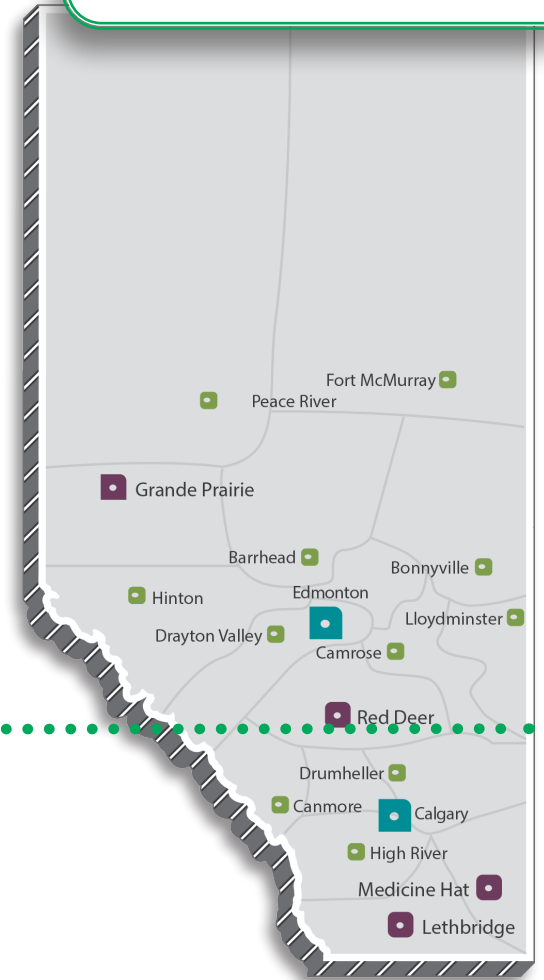 Fort McMurray
Peace River
Grande Prairie
Barrhead
Bonnyville
Edmonton
Hinton
Lloydminster
Drayton Valley
Camrose
Red Deer
Drumheller
Canmore
Calgary
High River
Medicine Hat
Lethbridge